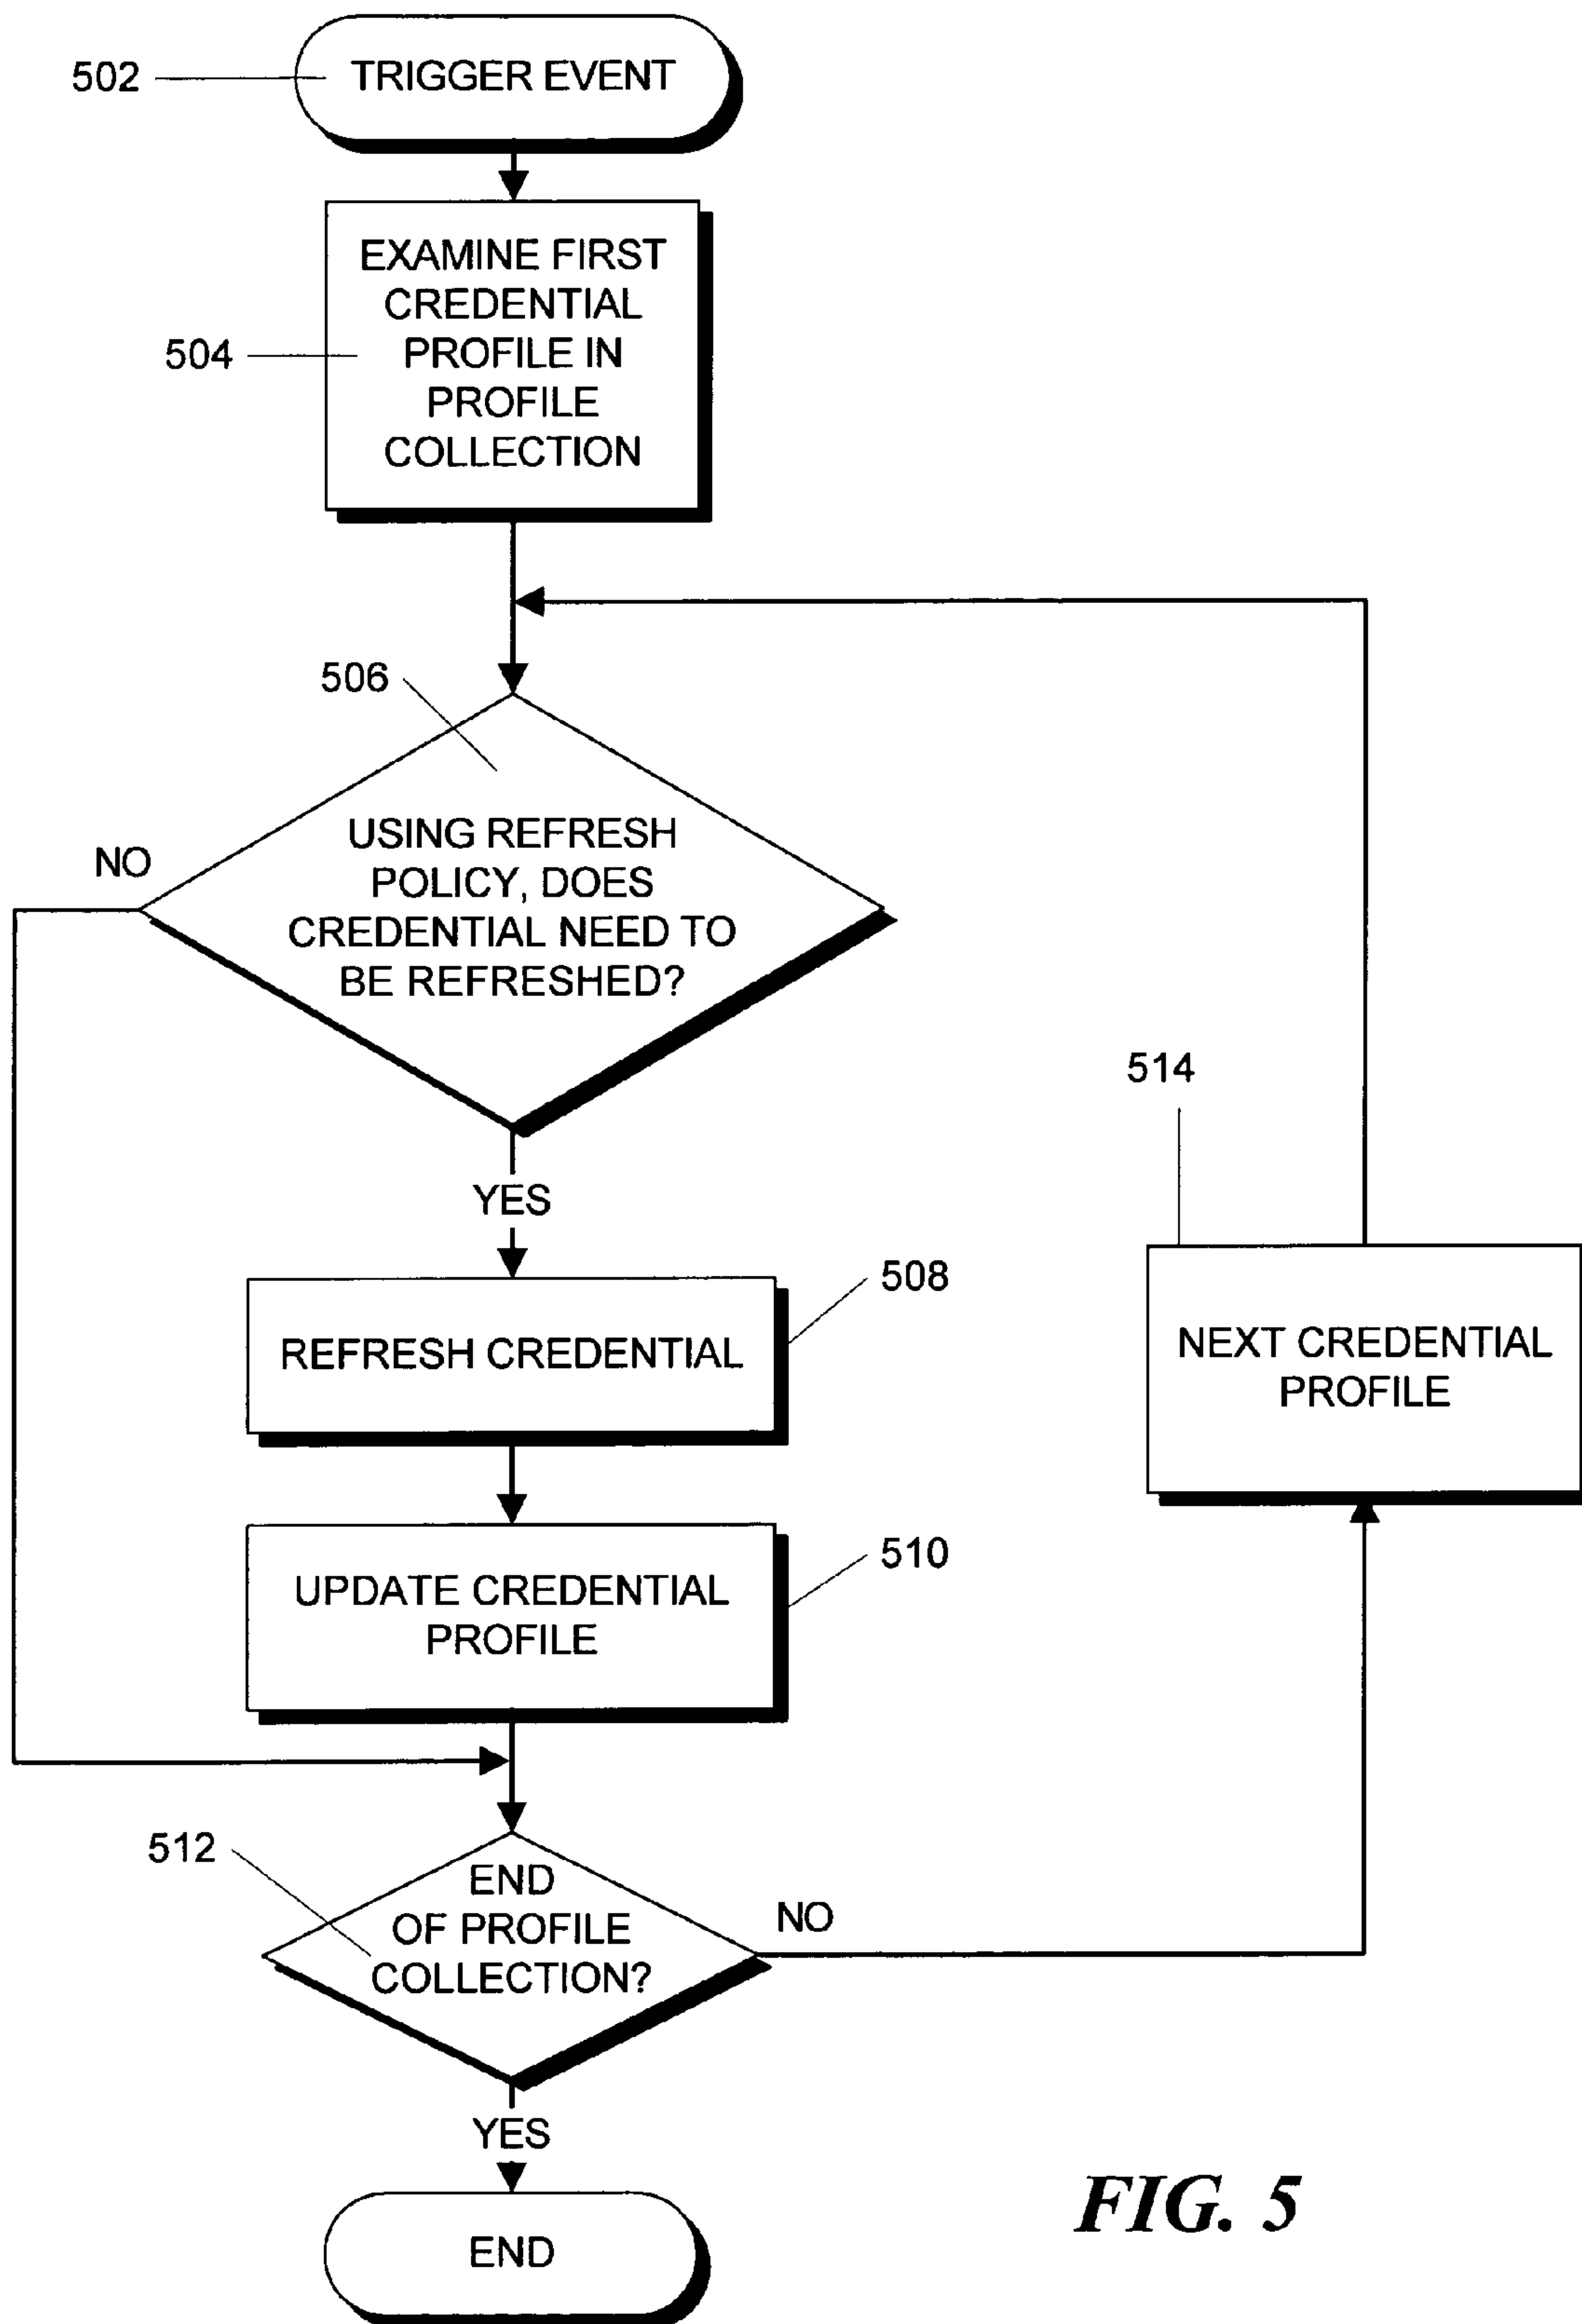 502
TRIGGER EVENT
504
EXAMINE FIRST
CREDENTIAL
PROFILE IN
PROFILE
COLLECTION
506
NO
USING REFRESH
POLICY, DOES
CREDENTIAL NEED TO
BE REFRESHED?
YES
508
REFRESH CREDENTIAL
510
UPDATE CREDENTIAL
PROFILE
514
NEXT CREDENTIAL
PROFILE
512
END
OF PROFILE
COLLECTION?
NO
YES
END
FIG. 5